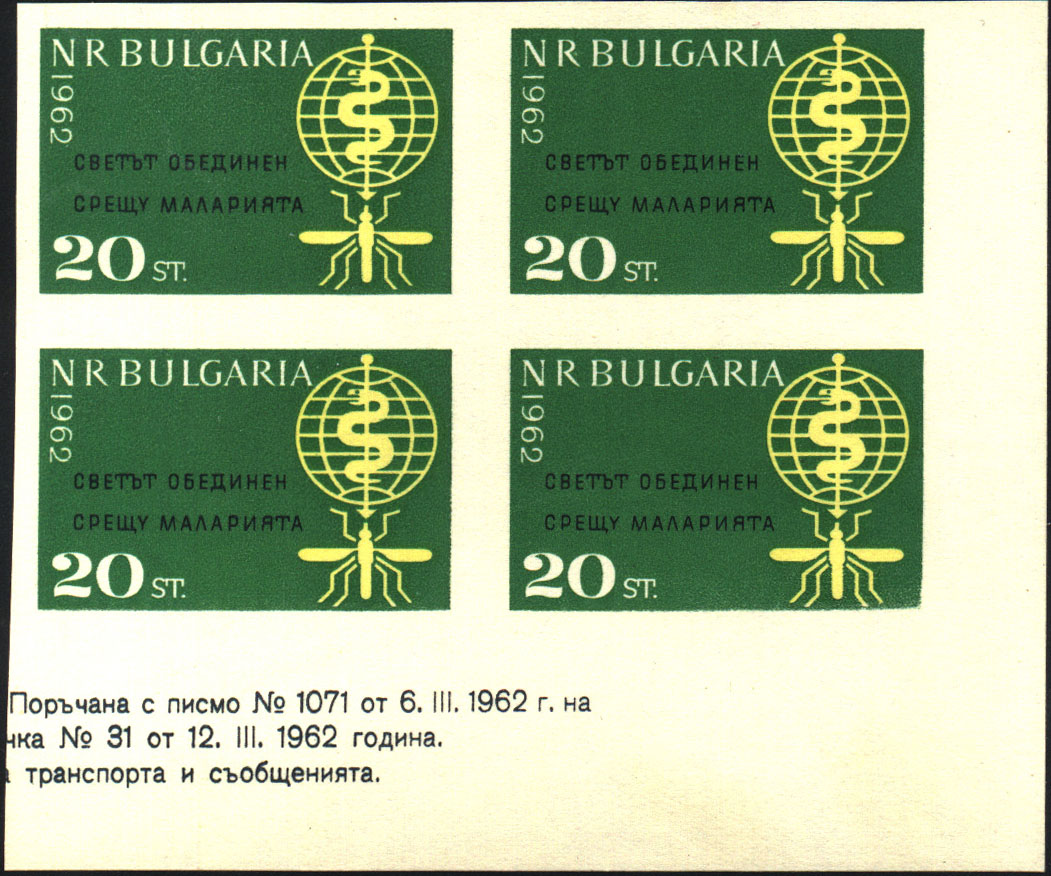 NR BULGARIA
1962
СВЕТЪТ ОБЕДИНЕН
СРЕЩУ МАЛАРИЯТА
20 ST.
NR BULGARIA
1962
СВЕТЪТ ОБЕДИНЕН
СРЕЩУ МАЛАРИЯТА
20 ST.
NR BULGARIA
1962
СВЕТЪТ ОБЕДИНЕН
СРЕЩУ МАЛАРИЯТА
20 ST.
NR BULGARIA
1962
СВЕТЪТ ОБЕДИНЕН
СРЕЩУ МАЛАРИЯТА
20 ST.
Поръчана с писмо № 1071 от 6. III. 1962 г. на
чка № 31 от 12. III. 1962 година.
а транспорта и съобщенията.